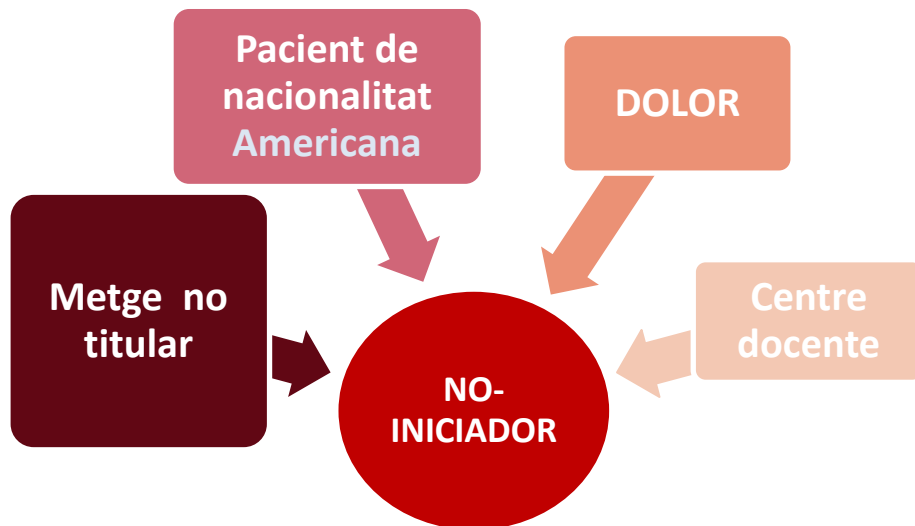 Pacient de
nacionalitat
Americana
DOLOR
Metge no
titular
Centre
docente
NO-
INICIADOR